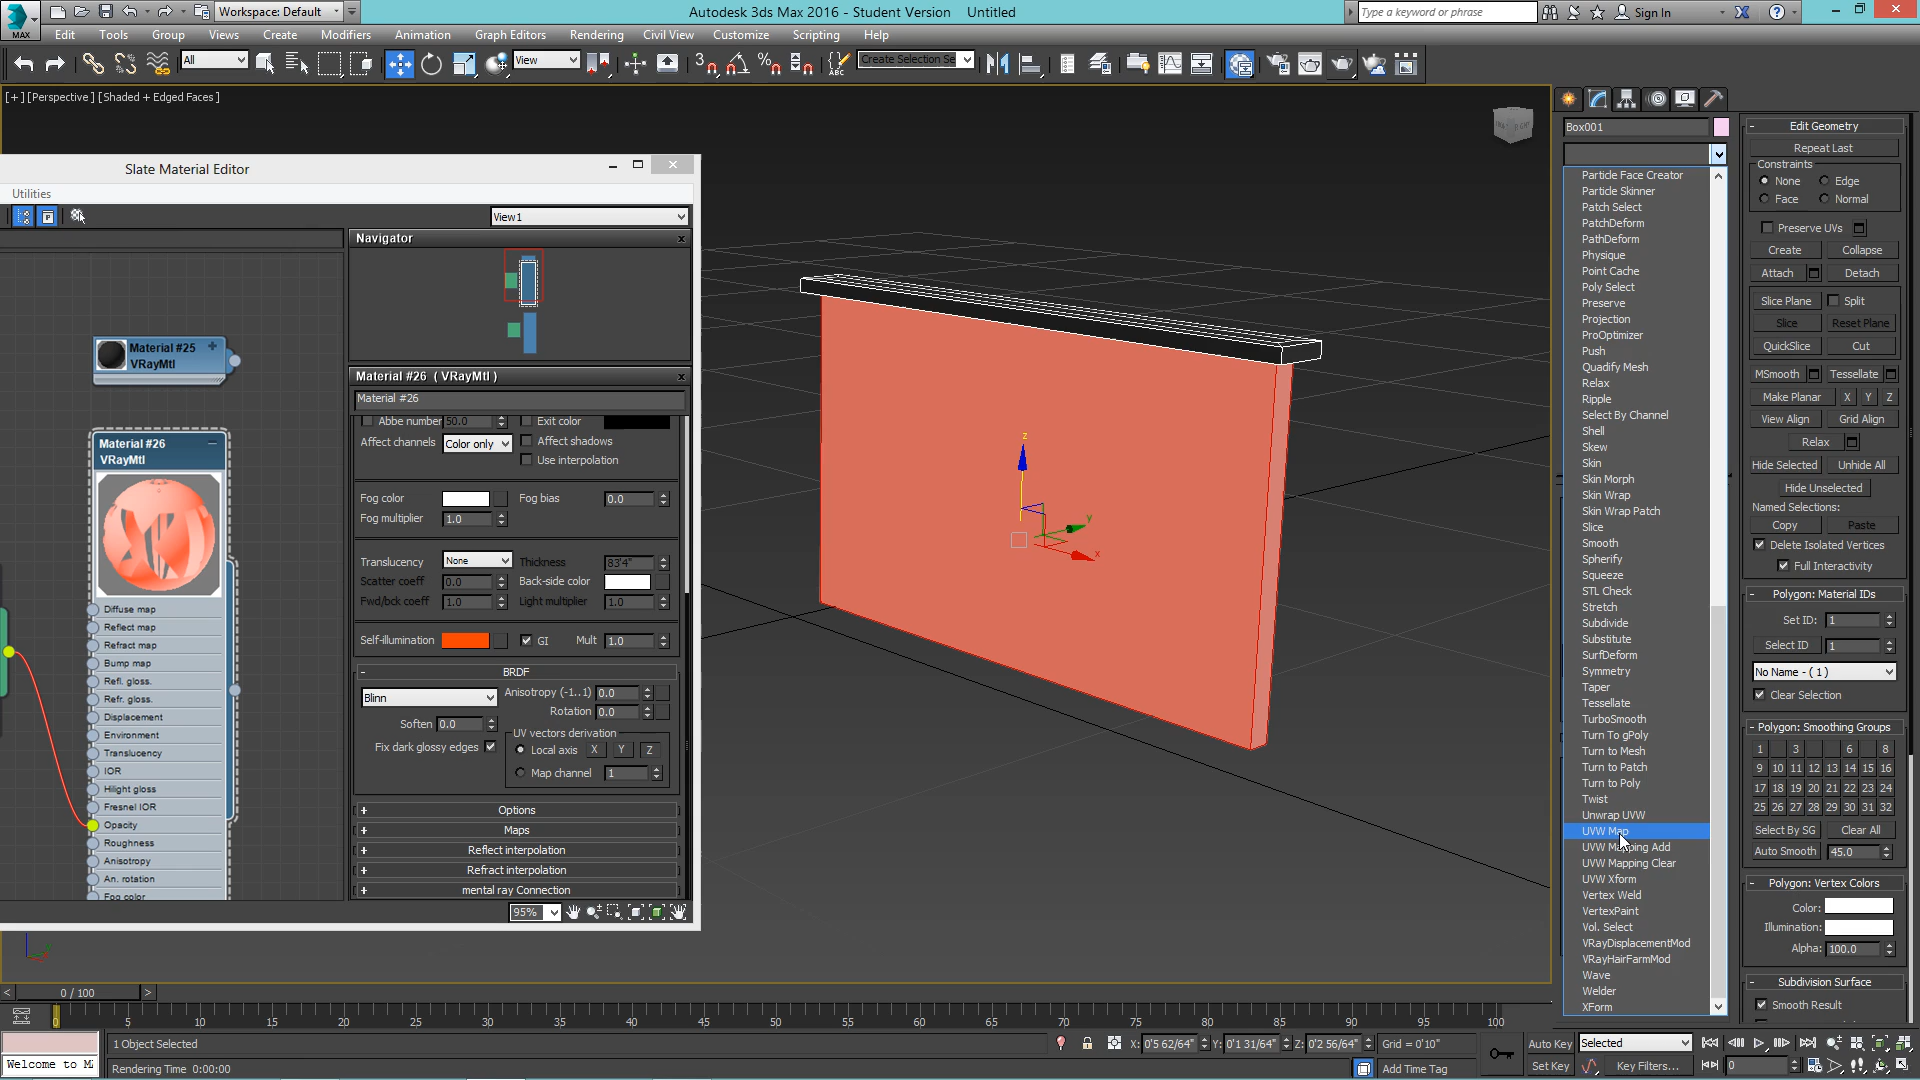 MAX
Workspace: Default
Autodesk 3ds Max 2016 - Student Version Untitled
Type a keyword or phrase
Sign In
Edit Tools Group Views Create Modifiers Animation Graph Editors Rendering Civil View Customize Scripting Help
All
View
Create Selection Se
[+] [Perspective] [Shaded + Edged Faces]
Slate Material Editor
Utilities
View1
Navigator
Material #25
VRayMtl
Material #26
VRayMtl
Diffuse map
Reflect map
Refract map
Bump map
Refl. gloss.
Refr. gloss.
Displacement
Environment
Translucency
IOR
Hilight gloss
Fresnel IOR
Opacity
Roughness
Anisotropy
An. rotation
Fog color
Material #26 ( VRayMtl )
Material #26
Abbe number 50.0 Exit color
Affect channels Color only Affect shadows
Use interpolation
Fog color Fog bias 0.0
Fog multiplier 1.0
Translucency None Thickness 83'4"
Scatter coeff 0.0 Back-side color
Fwd/bck coeff 1.0 Light multiplier 1.0
Self-illumination GI Mult 1.0
BRDF
Blinn Anisotropy (-1..1) 0.0
Rotation 0.0
Soften 0.0
UV vectors derivation
Fix dark glossy edges Local axis X Y Z
Map channel 1
Options
Maps
Reflect interpolation
Refract interpolation
mental ray Connection
95%
z
y
x
Box001
Particle Face Creator
Particle Skinner
Patch Select
PatchDeform
PathDeform
Physique
Point Cache
Poly Select
Preserve
Projection
ProOptimizer
Push
Quadify Mesh
Relax
Ripple
Select By Channel
Shell
Skew
Skin
Skin Morph
Skin Wrap
Skin Wrap Patch
Slice
Smooth
Spherify
Squeeze
STL Check
Stretch
Subdivide
Substitute
SurfDeform
Symmetry
Taper
Tessellate
TurboSmooth
Turn To gPoly
Turn to Mesh
Turn to Patch
Turn to Poly
Twist
Unwrap UVW
UVW Map
UVW Mapping Add
UVW Mapping Clear
UVW Xform
Vertex Weld
VertexPaint
Vol. Select
VRayDisplacementMod
VRayHairFarmMod
Wave
Welder
XForm
Edit Geometry
Repeat Last
Constraints
None Edge
Face Normal
Preserve UVs
Create Collapse
Attach Detach
Slice Plane Split
Slice Reset Plane
QuickSlice Cut
MSmooth Tessellate
Make Planar X Y Z
View Align Grid Align
Relax
Hide Selected Unhide All
Hide Unselected
Named Selections:
Copy Paste
Delete Isolated Vertices
Full Interactivity
Polygon: Material IDs
Set ID: 1
Select ID 1
No Name - ( 1 )
Clear Selection
Polygon: Smoothing Groups
1 3 6 8
9 10 11 12 13 14 15 16
17 18 19 20 21 22 23 24
25 26 27 28 29 30 31 32
Select By SG Clear All
Auto Smooth 45.0
Polygon: Vertex Colors
Color:
Illumination:
Alpha: 100.0
Subdivision Surface
Smooth Result
< 0 / 100 >
0 5 10 15 20 25 30 35 40 45 50 55 60 65 70 75 80 85 90 95 100
1 Object Selected
X: 0'5 62/64" Y: 0'1 31/64" Z: 0'2 56/64" Grid = 0'10"
Auto Key Selected
Welcome to M
Rendering Time 0:00:00
Add Time Tag
Set Key Key Filters... 0